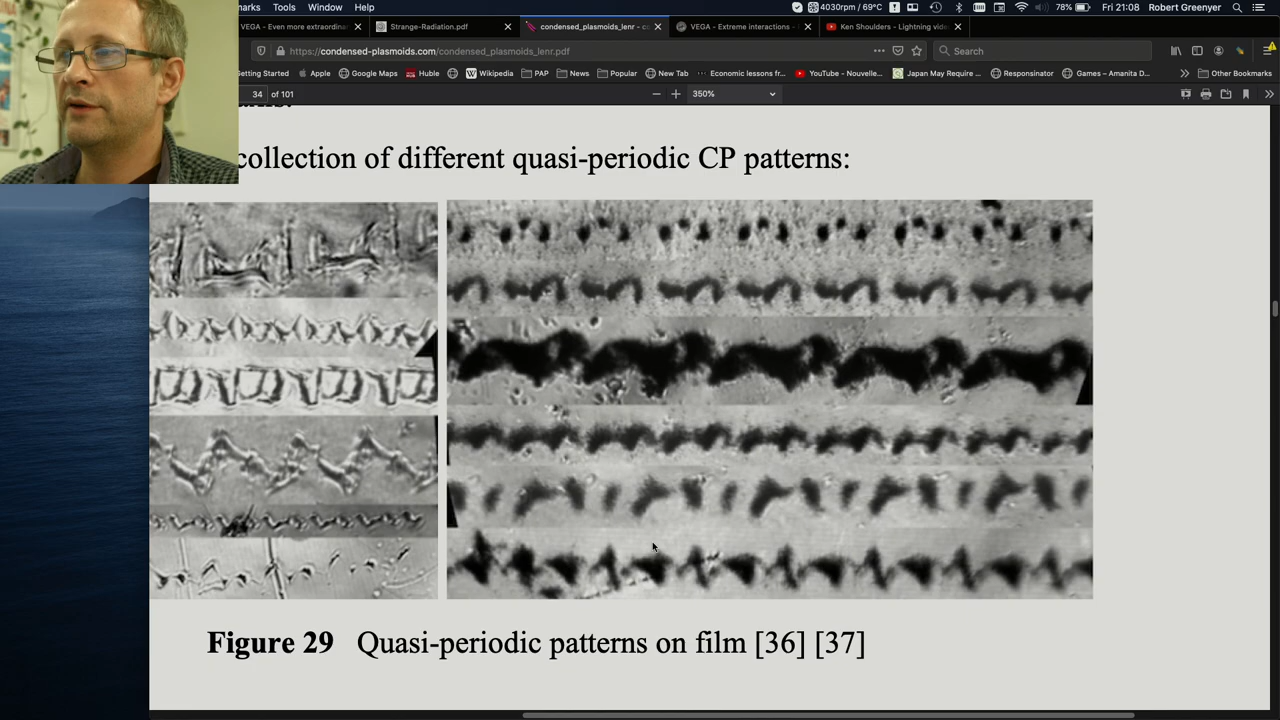 marks Tools Window Help
4030rpm / 69°C 78% Robert Greenyer Fri 21:08
VEGA - Even more extraordinar
Strange-Radiation.pdf
condensed_plasmoids_lenr - co
VEGA – Extreme interactions -
Ken Shoulders - Lightning video
https://condensed-plasmoids.com/condensed_plasmoids_lenr.pdf
Search
Getting Started Apple Google Maps Huble Wikipedia PAP News Popular New Tab Economic lessons fr... YouTube - Nouvelle... Japan May Require ... Responsinator Games – Amanita D... Other Bookmarks
34 of 101
350%
collection of different quasi-periodic CP patterns:
Figure 29 Quasi-periodic patterns on film [36] [37]